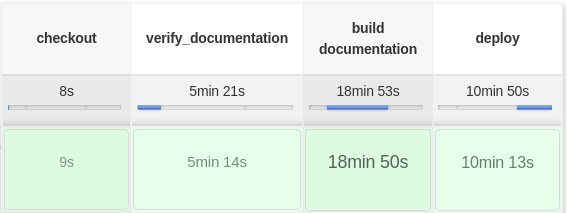 checkout
verify_documentation
build
documentation
deploy
8s
5min 21s
18min 53s
10min 50s
9s
5min 14s
18min 50s
10min 13s